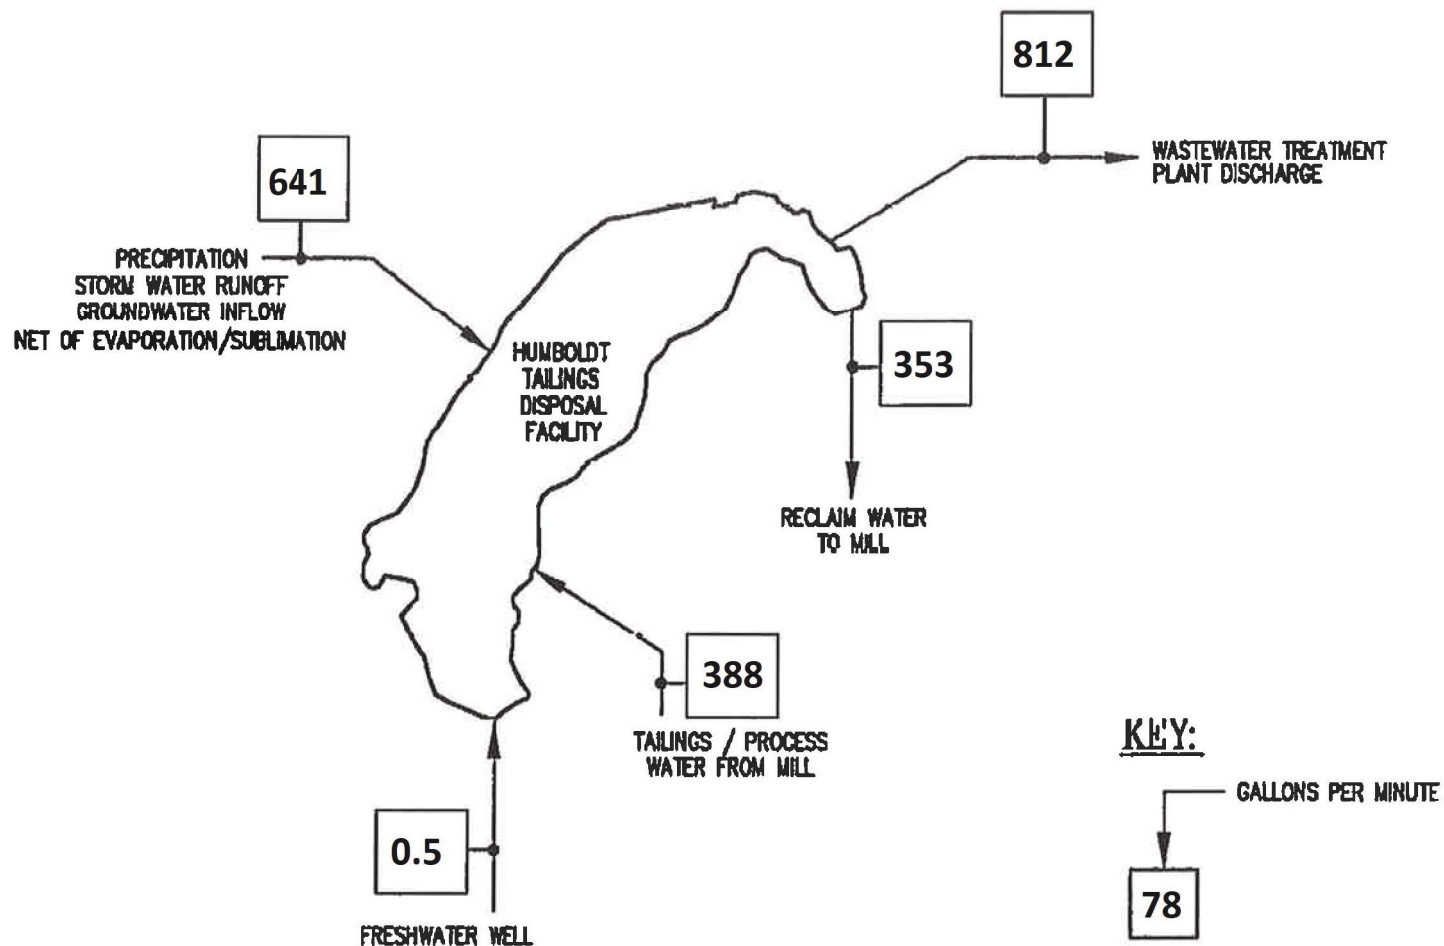 812
WASTEWATER TREATMENT
PLANT DISCHARGE
641
PRECIPITATION
STORM WATER RUNOFF
GROUNDWATER INFLOW
NET OF EVAPORATION/SUBLIMATION
HUMBOLDT
TAILINGS
DISPOSAL
FACILITY
353
RECLAIM WATER
TO MILL
388
TAILINGS / PROCESS
WATER FROM MILL
0.5
FRESHWATER WELL
KEY:
GALLONS PER MINUTE
78